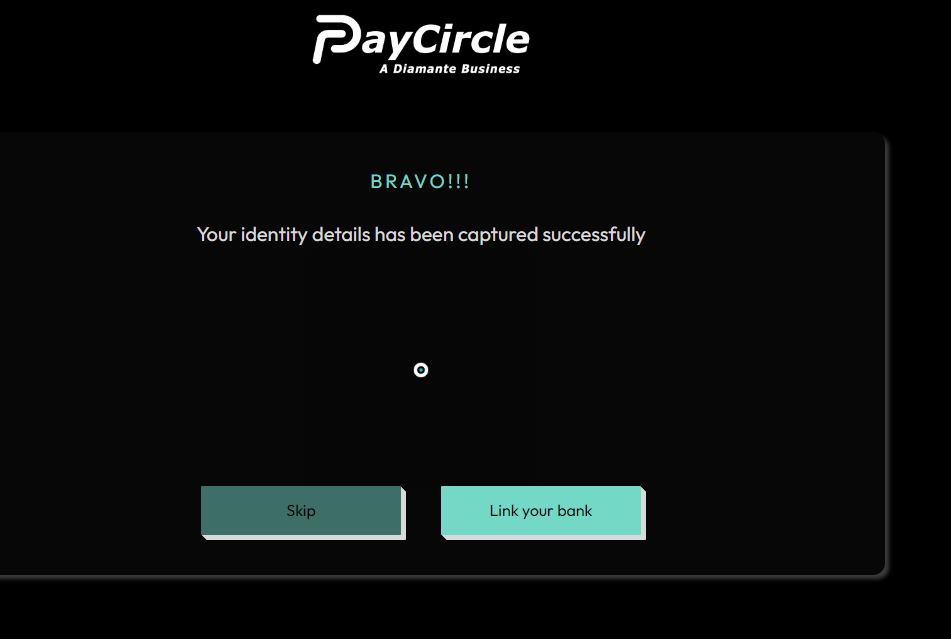 PayCircle
A Diamante Business
BRAVO!!!
Your identity details has been captured successfully
Skip
Link your bank